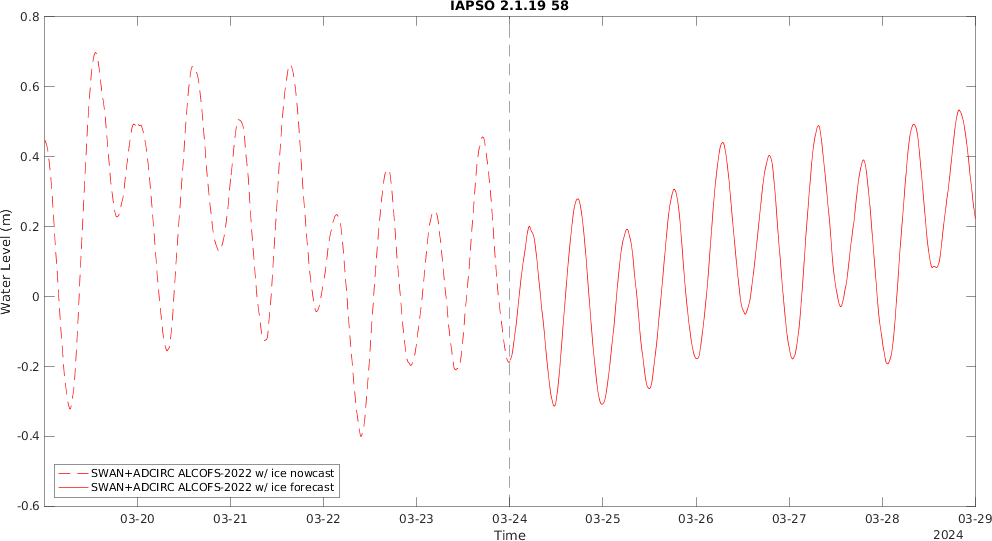 IAPSO 2.1.19 58
0.8
0.6
0.4
0.2
0
-0.2
-0.4
-0.6
Water Level (m)
SWAN+ADCIRC ALCOFS-2022 w/ ice nowcast
SWAN+ADCIRC ALCOFS-2022 w/ ice forecast
03-20 03-21 03-22 03-23 03-24 03-25 03-26 03-27 03-28 03-29
Time
2024